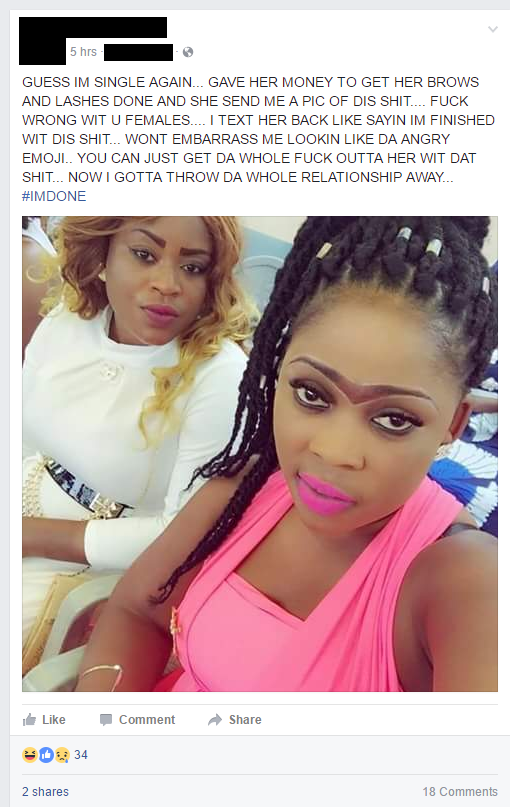 5 hrs ·
GUESS IM SINGLE AGAIN... GAVE HER MONEY TO GET HER BROWS
AND LASHES DONE AND SHE SEND ME A PIC OF DIS SHIT.... FUCK
WRONG WIT U FEMALES.... I TEXT HER BACK LIKE SAYIN IM FINISHED
WIT DIS SHIT... WONT EMBARRASS ME LOOKIN LIKE DA ANGRY
EMOJI.. YOU CAN JUST GET DA WHOLE FUCK OUTTA HER WIT DAT
SHIT... NOW I GOTTA THROW DA WHOLE RELATIONSHIP AWAY...
#IMDONE
Like Comment Share
34
2 shares 18 Comments